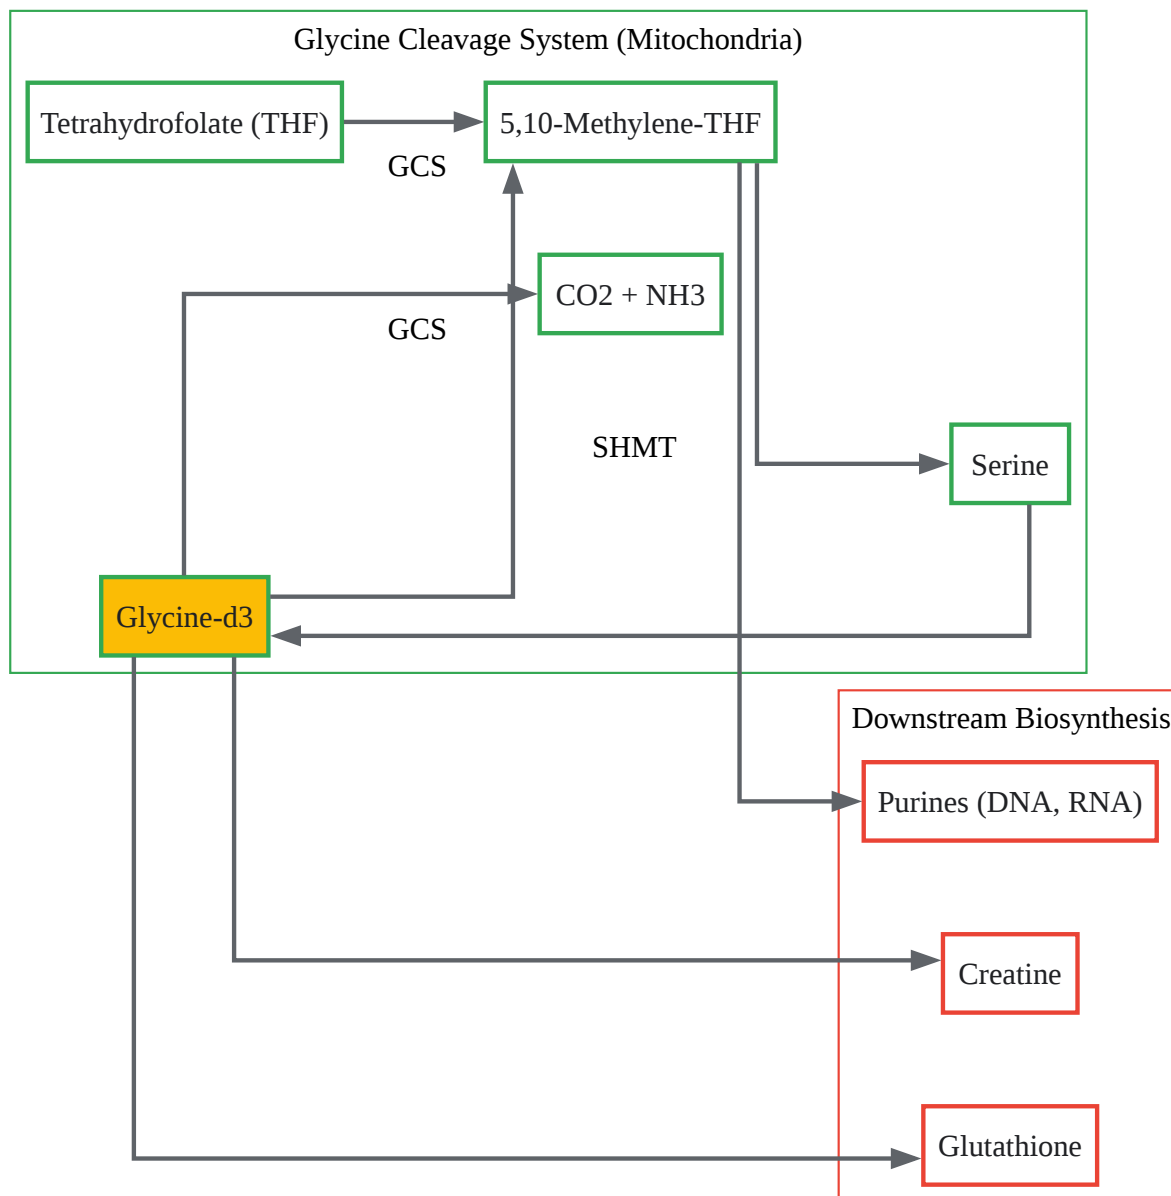 Glycine Cleavage System (Mitochondria)
Tetrahydrofolate (THF)
5,10-Methylene-THF
GCS
CO2 + NH3
GCS
SHMT
Serine
Glycine-d3
Downstream Biosynthesis
Purines (DNA, RNA)
Creatine
Glutathione